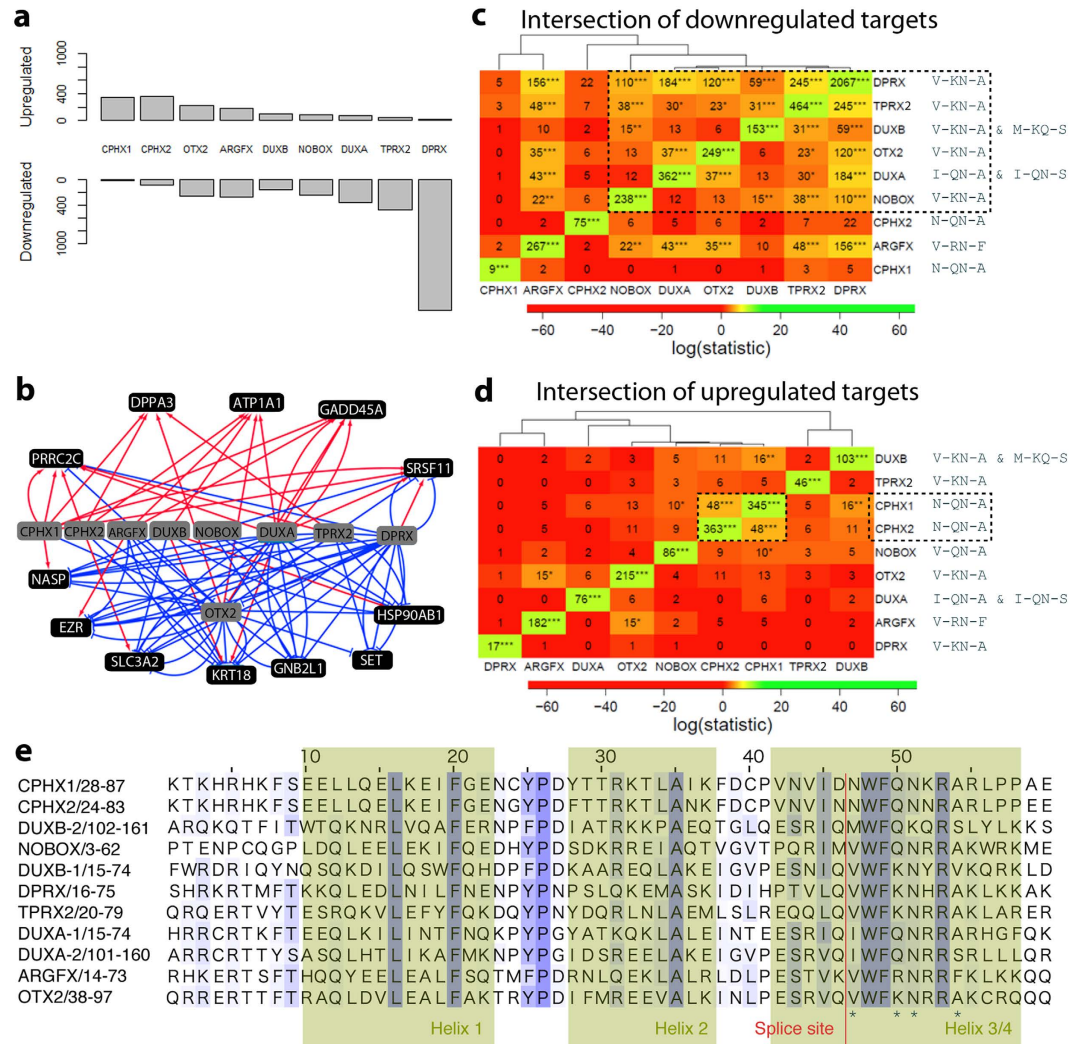 a
Upregulated
1000
400
0
CPHX1 CPHX2 OTX2 ARGFX DUXB NOBOX DUXA TPRX2 DPRX
Downregulated
0
400
1000
b
DPPA3
ATP1A1
GADD45A
PRRC2C
SRSF11
CPHX1 CPHX2 ARGFX DUXB NOBOX DUXA TPRX2 DPRX
NASP
OTX2
HSP90AB1
EZR
SLC3A2
KRT18
GNB2L1
SET
c Intersection of downregulated targets
5 156*** 22 110*** 184*** 120*** 59*** 245*** 2067*** DPRX V-KN-A
3 48*** 7 38*** 30* 23* 31*** 464*** 245*** TPRX2 V-KN-A
1 10 2 15** 13 6 153*** 31*** 59*** DUXB V-KN-A & M-KQ-S
0 35*** 6 13 37*** 249*** 6 23* 120*** OTX2 V-KN-A
1 43*** 5 12 362*** 37*** 13 30* 184*** DUXA I-QN-A & I-QN-S
0 22** 6 238*** 12 13 15** 38*** 110*** NOBOX V-KN-A
0 2 75*** 6 5 6 2 7 22 CPHX2 N-QN-A
2 267*** 2 22** 43*** 35*** 10 48*** 156*** ARGFX V-RN-F
9*** 2 0 0 1 0 1 3 5 CPHX1 N-QN-A
CPHX1 ARGFX CPHX2 NOBOX DUXA OTX2 DUXB TPRX2 DPRX
−60 −40 −20 0 20 40 60
log(statistic)
d Intersection of upregulated targets
0 2 2 3 5 11 16** 2 103*** DUXB V-KN-A & M-KQ-S
0 0 0 3 3 6 5 46*** 2 TPRX2 V-KN-A
0 5 6 13 10* 48*** 345*** 5 16** CPHX1 N-QN-A
0 5 0 11 9 363*** 48*** 6 11 CPHX2 N-QN-A
1 2 2 4 86*** 9 10* 3 5 NOBOX V-QN-A
1 15* 6 215*** 4 11 13 3 3 OTX2 V-KN-A
0 0 76*** 6 2 0 6 0 2 DUXA I-QN-A & I-QN-S
1 182*** 0 15* 2 5 5 0 2 ARGFX V-RN-F
17*** 1 0 1 1 0 0 0 0 DPRX V-KN-A
DPRX ARGFX DUXA OTX2 NOBOX CPHX2 CPHX1 TPRX2 DUXB
−60 −40 −20 0 20 40 60
log(statistic)
e
10 20 30 40 50
CPHX1/28-87 KTKHRHKFSEELLQELKEIFGENCYPDYTTRKTLAIKFDCPVNVIDNWFQNNRARLPPAE
CPHX2/24-83 KTKHRHKFSEELLQELKEIFGENGYPDFTTRKTLANKFDCPVNVINNWFQNNRARLPPEE
DUXB-2/102-161 ARQKQTFITWTQKNRLVQAFERNPFPDIATRKKPAEQTGLQESRIQMWFQKQRSLYLKKS
NOBOX/3-62 PTENPCQGPLDQLEELEKIFQEDHYPDSDKRREIAQTVGVTPQRIMVWFQNRRAKWRKME
DUXB-1/15-74 FWRDRIQYNQSQKDILQSWFQHDPFPDKAAREQLAKEIGVPESNIQVWFKNRRVKQRKLD
DPRX/16-75 SHRKRTMFTKKQLEDLNILFNENPYPNPSLQKEMASKIDIHPTVLQVWFKNHRAKLKKAK
TPRX2/20-79 QRQERTVYTESRQKVLEFYFQKDQYPNYDQRLNLAEMLSLREQQLQVWFKNRRAKLARER
DUXA-1/15-74 HRRCRTKFTEEQLKILINTFNQKPYPGYATKQKLALEINTEESRIQIWFQNRRARHGFQK
DUXA-2/101-160 ARRCRTTYSASQLHTLIKAFMKNPYPGIDSREELAKEIGVPESRVQIWFQNRRSRLLLQR
ARGFX/14-73 RHKERTSFTHQQYEELEALFSQTMFPDRNLQEKLALRLDLPESTVKVWFRNRRFKLKKQQ
OTX2/38-97 QRRERTTFTRAQLDVLEALFAKTRYPDIFMREEVALKINLPESRVQVWFKNRRAKCRQQQ
* * * *
Helix 1 Helix 2 Splice site Helix 3/4